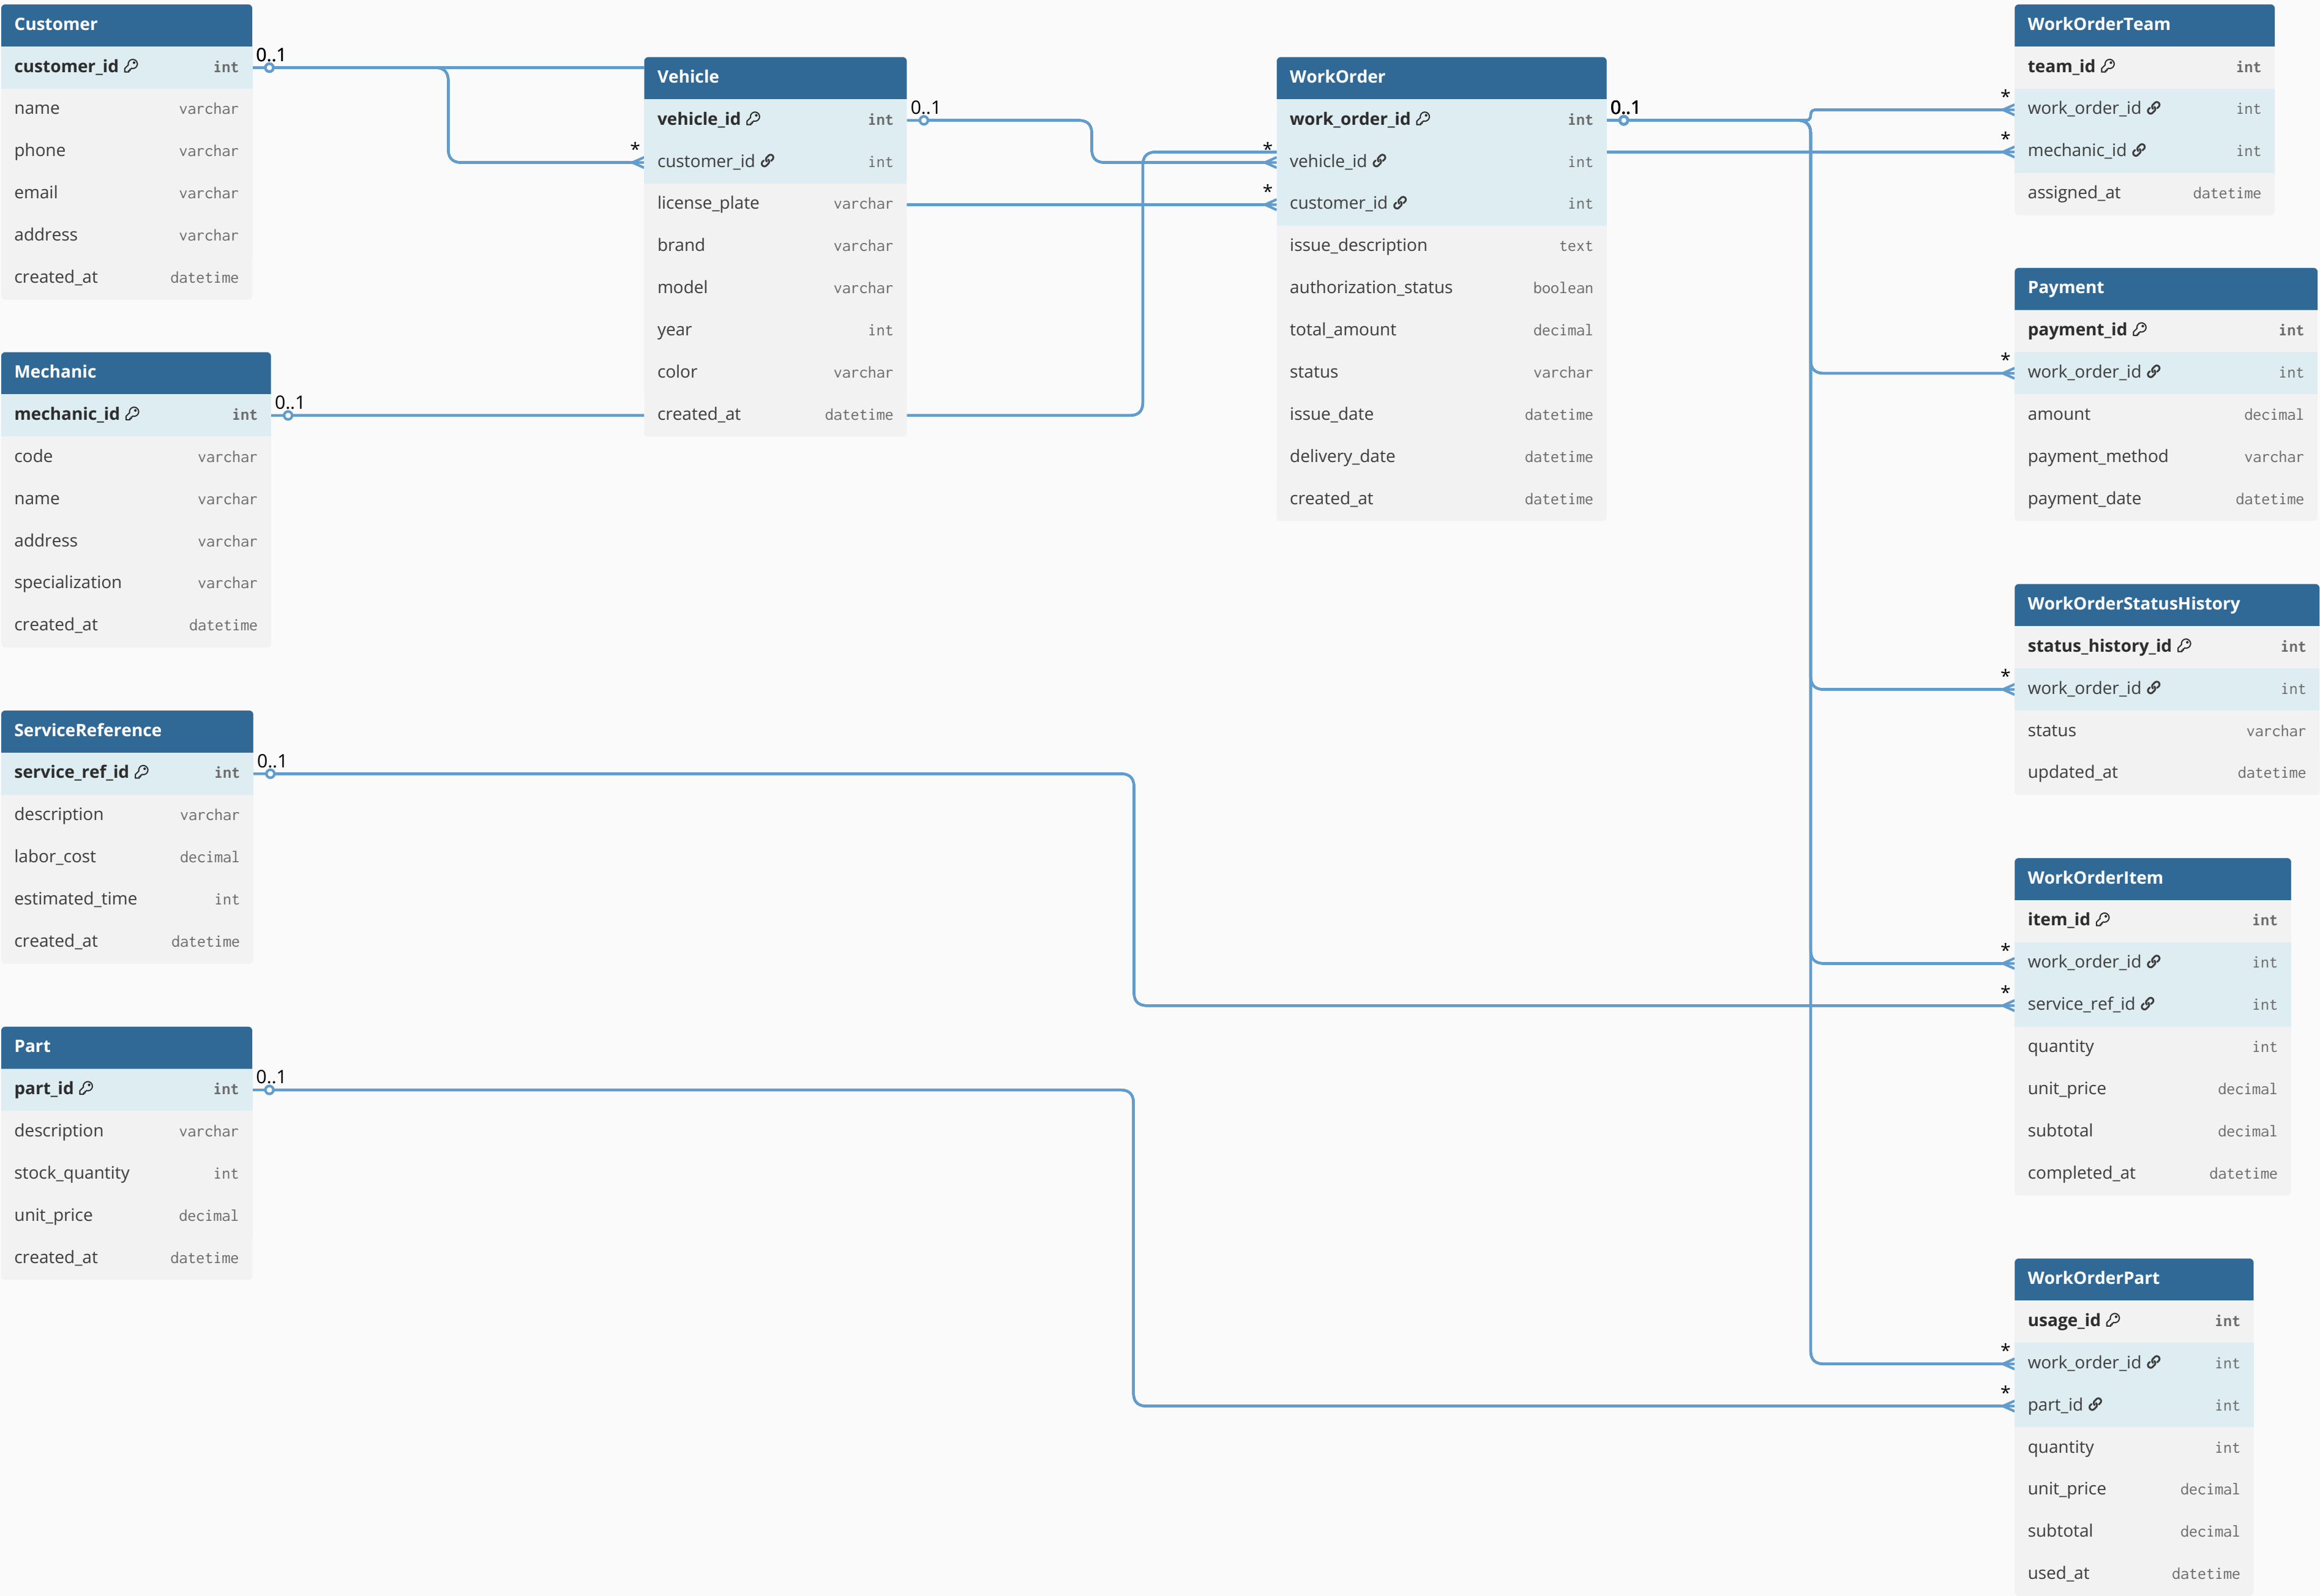 Customer
customer_id int
name varchar
phone varchar
email varchar
address varchar
created_at datetime
0..1
Mechanic
mechanic_id int
code varchar
name varchar
address varchar
specialization varchar
created_at datetime
0..1
ServiceReference
service_ref_id int
description varchar
labor_cost decimal
estimated_time int
created_at datetime
0..1
Part
part_id int
description varchar
stock_quantity int
unit_price decimal
created_at datetime
0..1
Vehicle
vehicle_id int
* customer_id int
license_plate varchar
brand varchar
model varchar
year int
color varchar
created_at datetime
0..1
WorkOrder
work_order_id int
* vehicle_id int
* customer_id int
issue_description text
authorization_status boolean
total_amount decimal
status varchar
issue_date datetime
delivery_date datetime
created_at datetime
0..1
WorkOrderTeam
team_id int
* work_order_id int
* mechanic_id int
assigned_at datetime
Payment
payment_id int
* work_order_id int
amount decimal
payment_method varchar
payment_date datetime
WorkOrderStatusHistory
status_history_id int
* work_order_id int
status varchar
updated_at datetime
WorkOrderItem
item_id int
* work_order_id int
* service_ref_id int
quantity int
unit_price decimal
subtotal decimal
completed_at datetime
WorkOrderPart
usage_id int
* work_order_id int
* part_id int
quantity int
unit_price decimal
subtotal decimal
used_at datetime